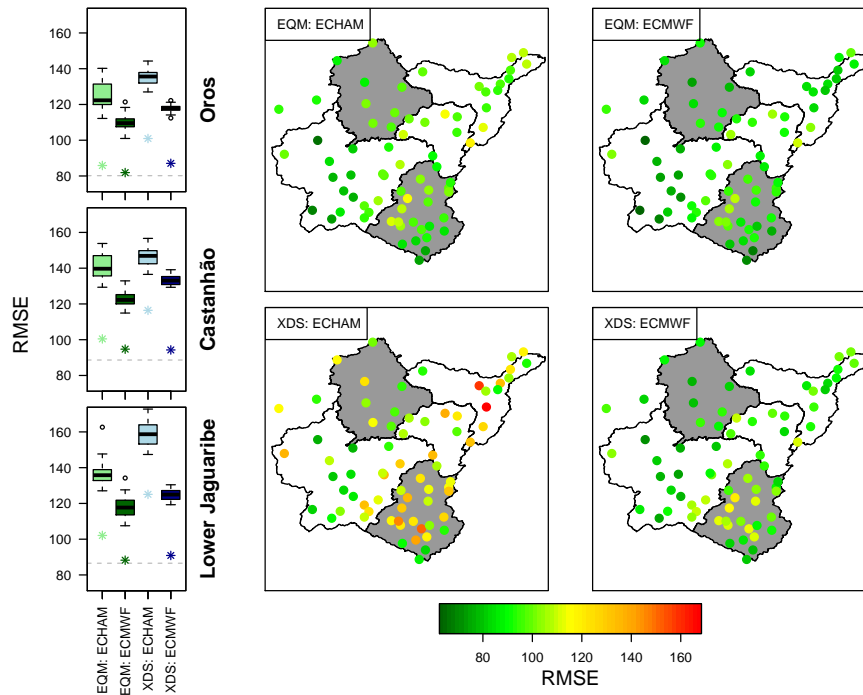 RMSE
160
140
120
100
80
Oros
160
140
120
100
80
Castanhão
160
140
120
100
80
Lower Jaguaribe
EQM: ECHAM
EQM: ECMWF
XDS: ECHAM
XDS: ECMWF
EQM: ECHAM
EQM: ECMWF
XDS: ECHAM
XDS: ECMWF
80
100
120
140
160
RMSE